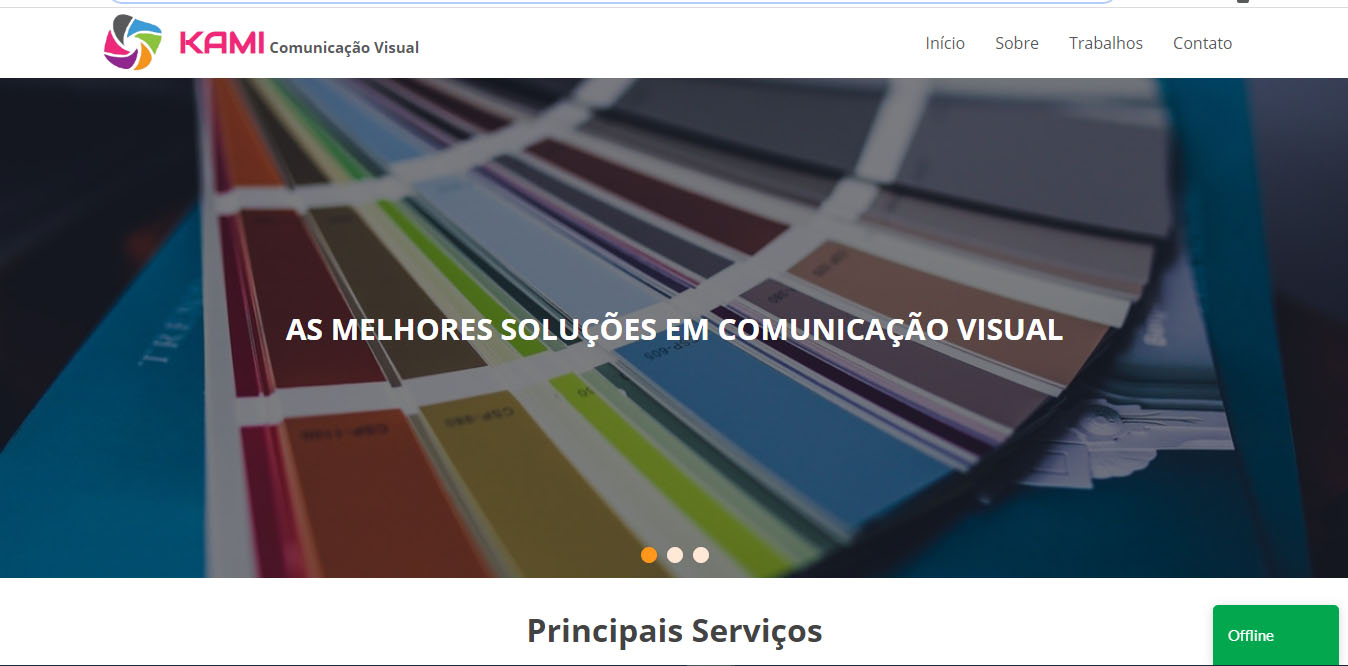 KAMI Comunicação Visual
Início Sobre Trabalhos Contato
AS MELHORES SOLUÇÕES EM COMUNICAÇÃO VISUAL
Principais Serviços
Offline